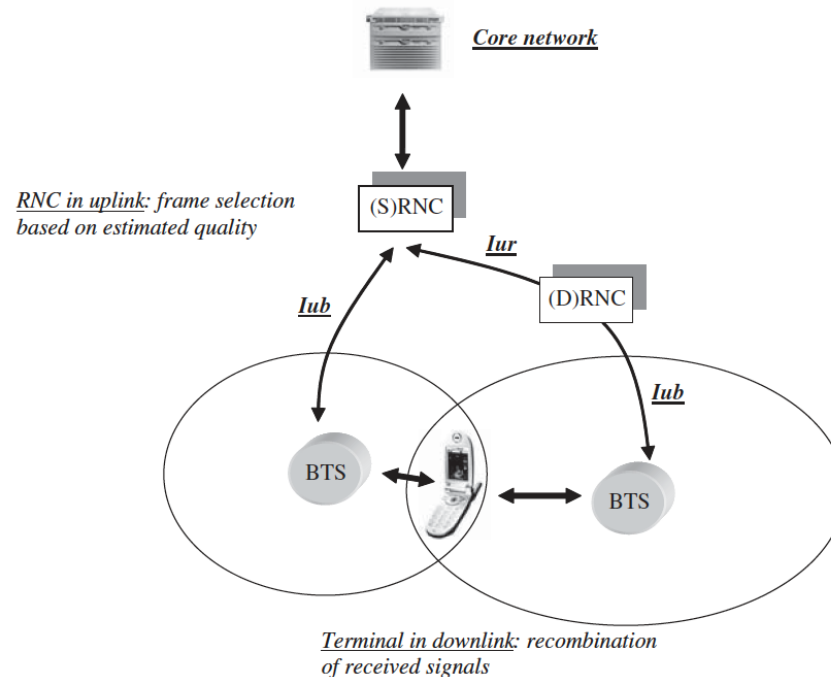 Core network
RNC in uplink: frame selection
based on estimated quality
(S)RNC
Iur
(D)RNC
Iub
Iub
BTS
BTS
Terminal in downlink: recombination
of received signals